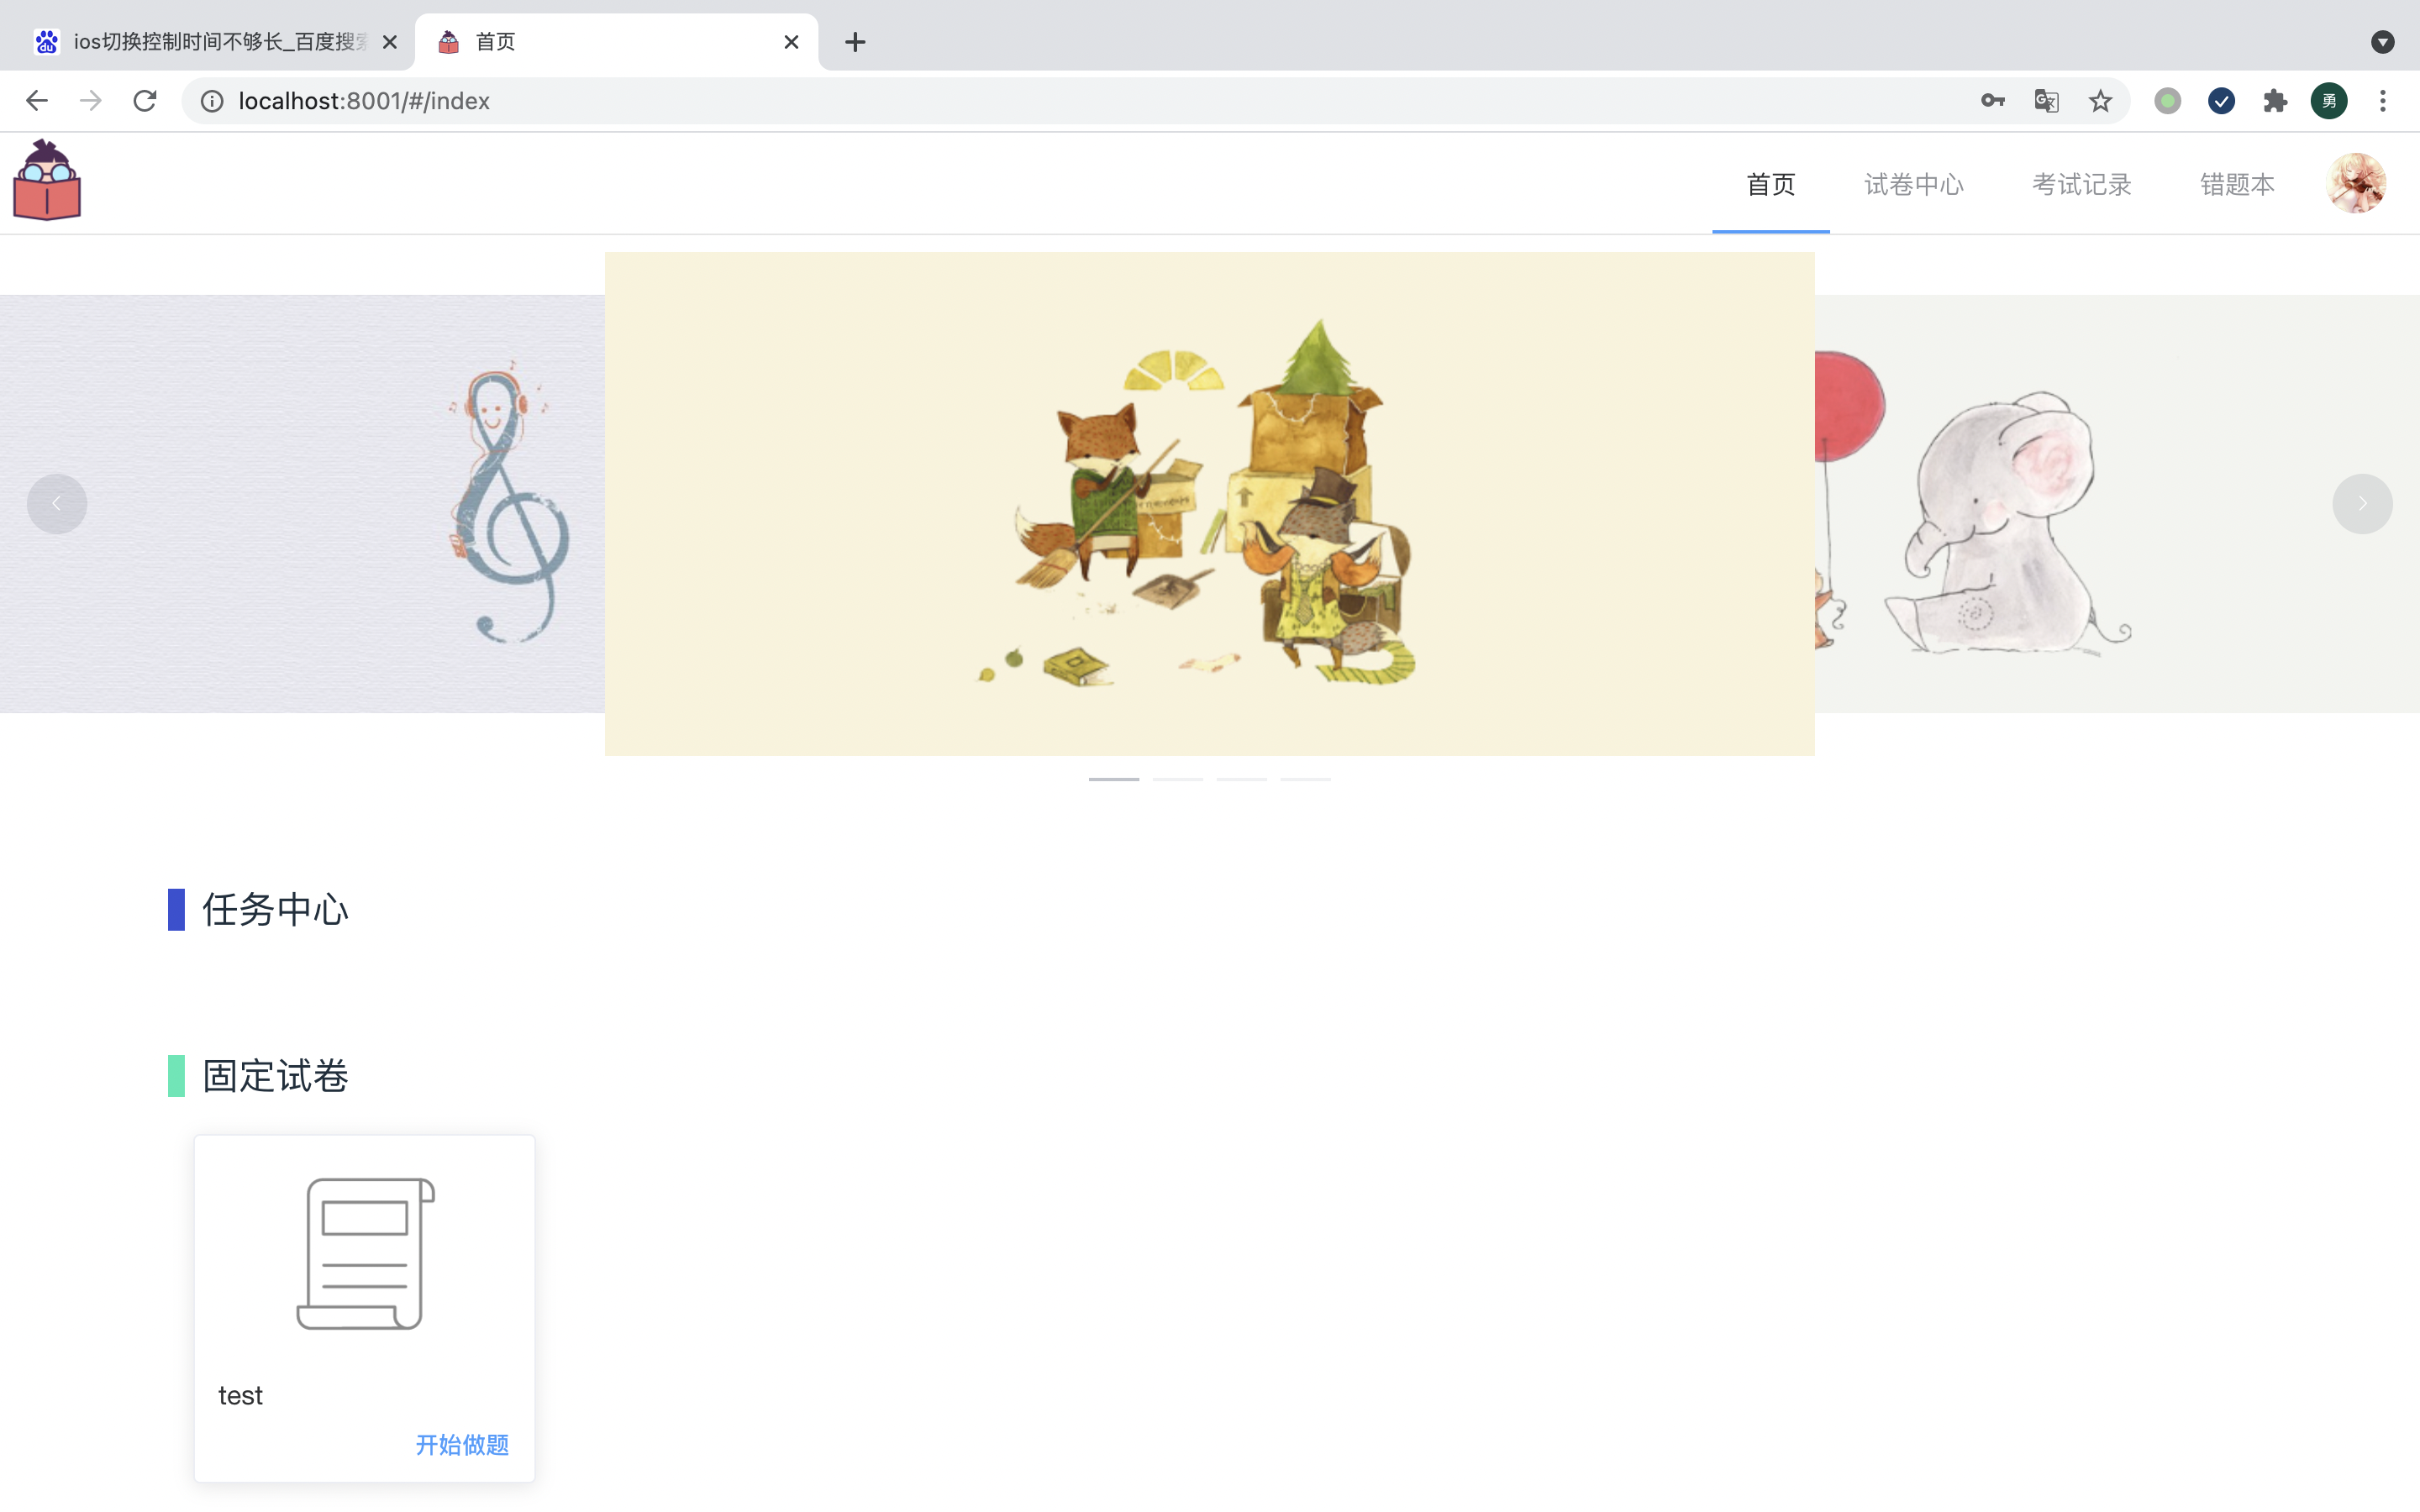 ios切换控制时间不够长_百度搜索
首页
localhost:8001/#/index
勇
首页
试卷中心
考试记录
错题本
任务中心
固定试卷
test
开始做题